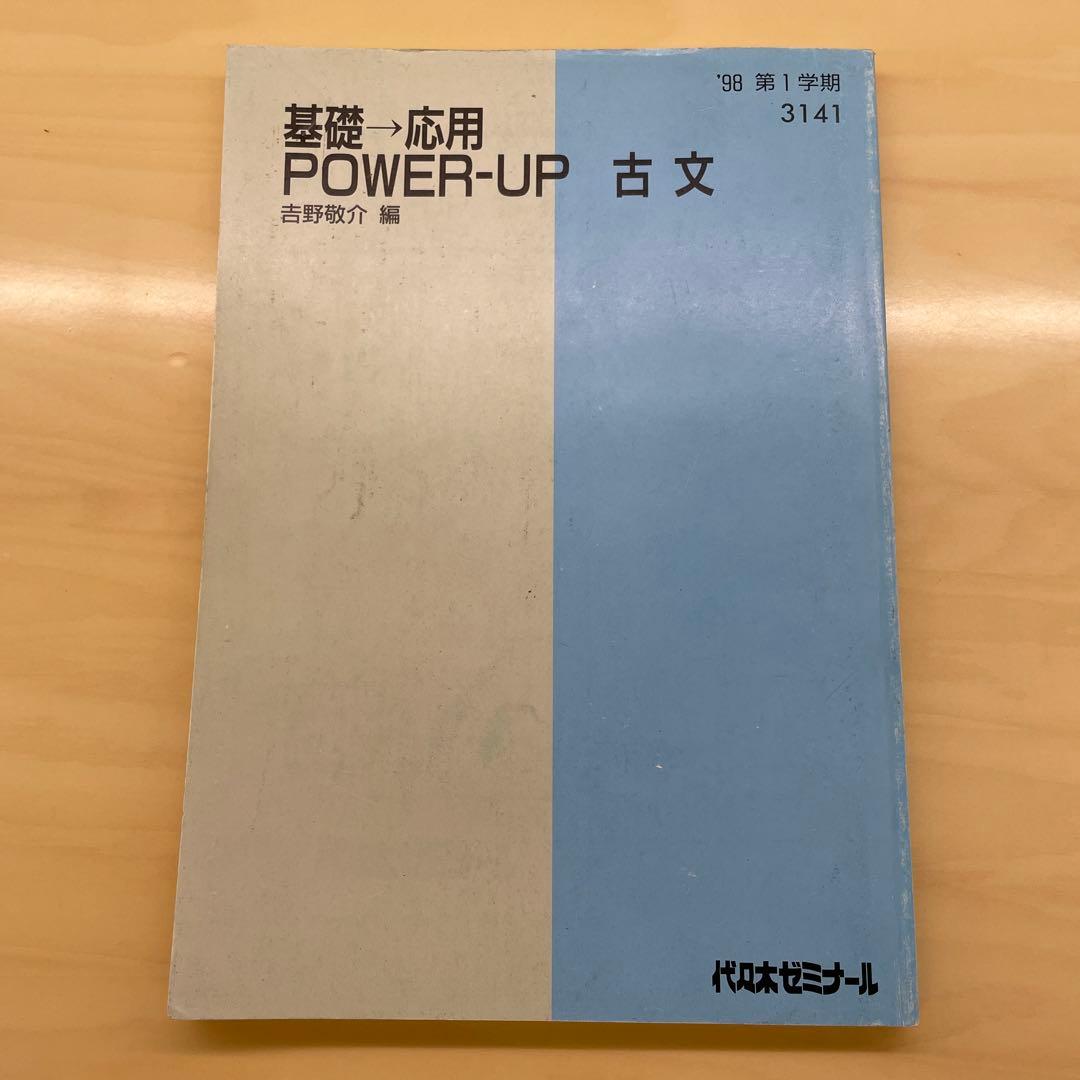 '98 第1学期
3141
基礎→応用
POWER-UP 古文
吉野敬介 編
代々木ゼミナール